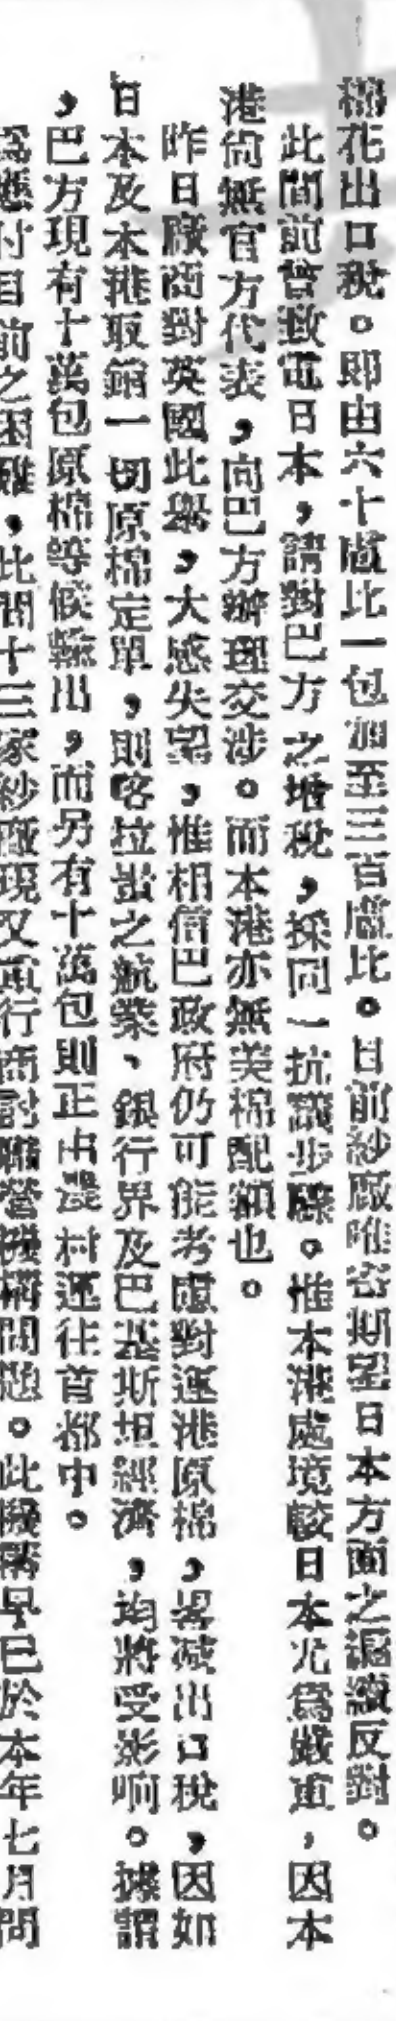 棉花出口稅。即由六十盧比一包加至三百盧比。目前紗廠唯寄期望日本方面之繼續反對。
此間前曾致電日本，請對巴方之增稅，採同一抗議步驟。惟本港處境較日本尤爲嚴重，因本
港尙無官方代表，向巴方辦理交涉。而本港亦無美棉配額也。
昨日廠商對英國此舉，大感失望，惟相信巴政府仍可能考慮對運港原棉，畧減出口稅，因如
日本及本港取銷一切原棉定單，則喀拉蚩之航業、銀行界及巴基斯坦經濟，均將受影响。據謂
，巴方現有十萬包原棉等候輸出，而另有十萬包則正由農村運往首都中。
爲應付目前之困難，此間十三家紗廠現又重行商討聯營機構問題。此機構早已於本年七月間